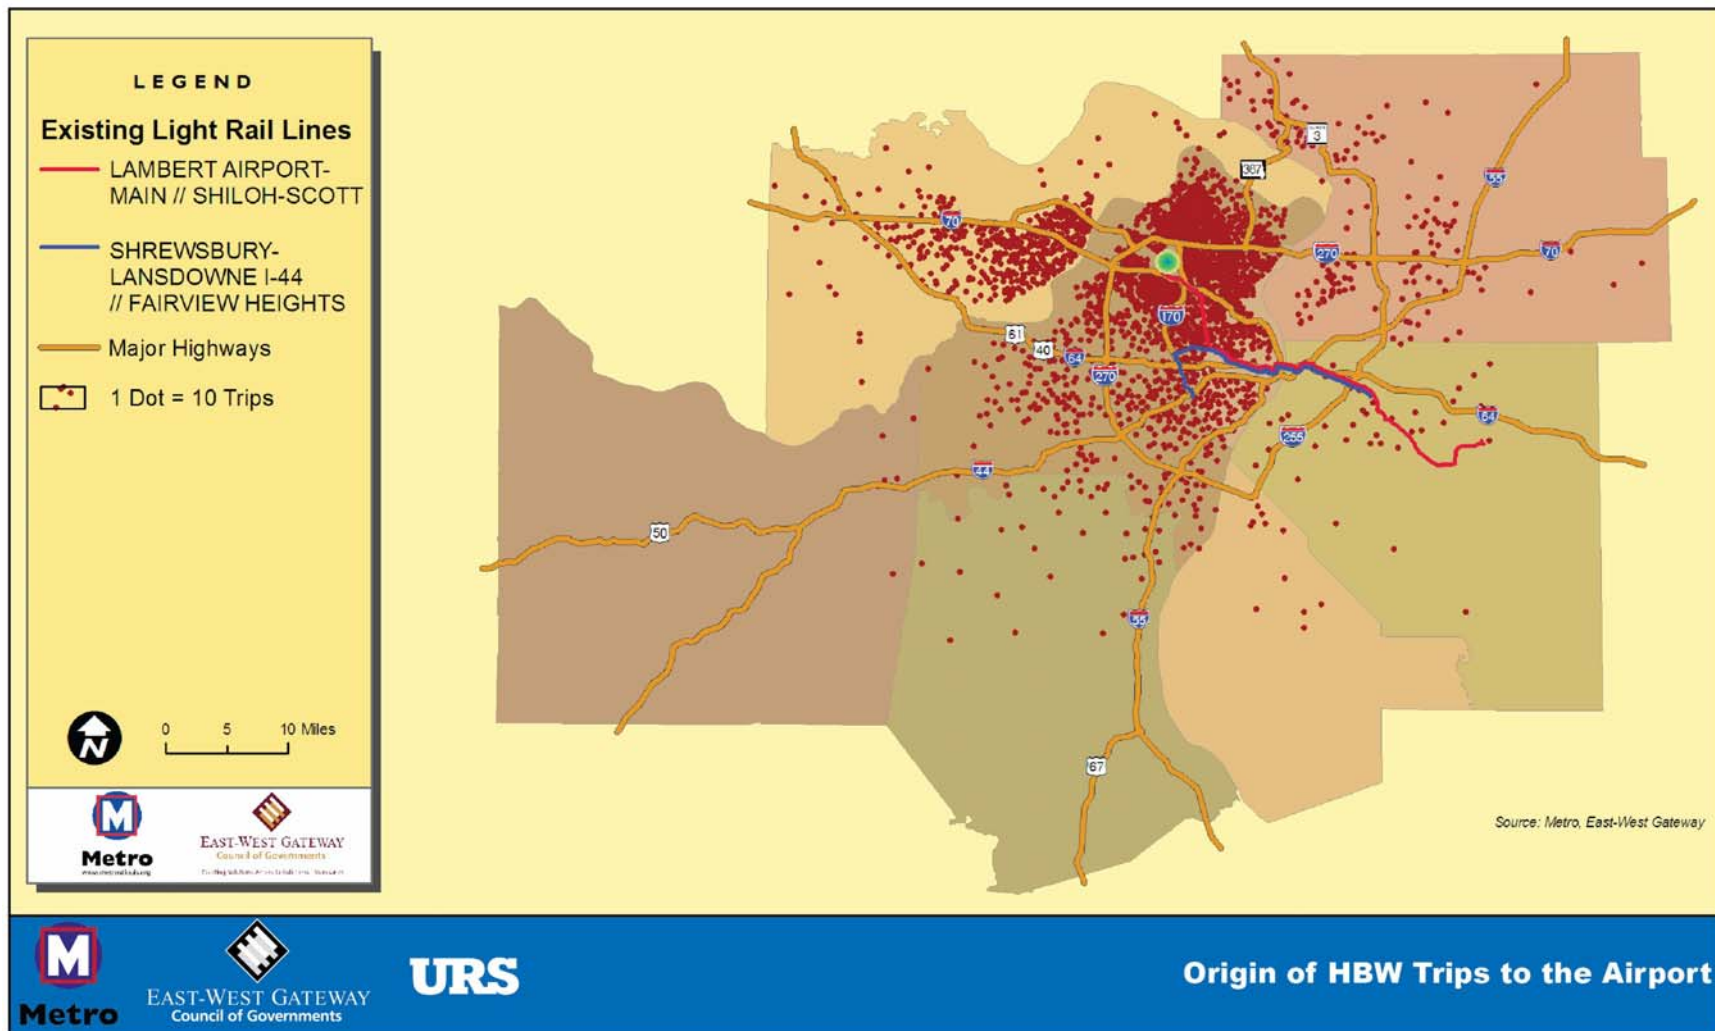 LEGEND
Existing Light Rail Lines
LAMBERT AIRPORT-
MAIN // SHILOH-SCOTT
SHREWSBURY-
LANSDOWNE I-44
// FAIRVIEW HEIGHTS
Major Highways
1 Dot = 10 Trips
N
0 5 10 Miles
M
Metro
EAST-WEST GATEWAY
Council of Governments
3
367
55
70
270
70
170
61
40
64
270
64
255
44
50
55
67
Source: Metro, East-West Gateway
M
Metro
EAST-WEST GATEWAY
Council of Governments
URS
Origin of HBW Trips to the Airport